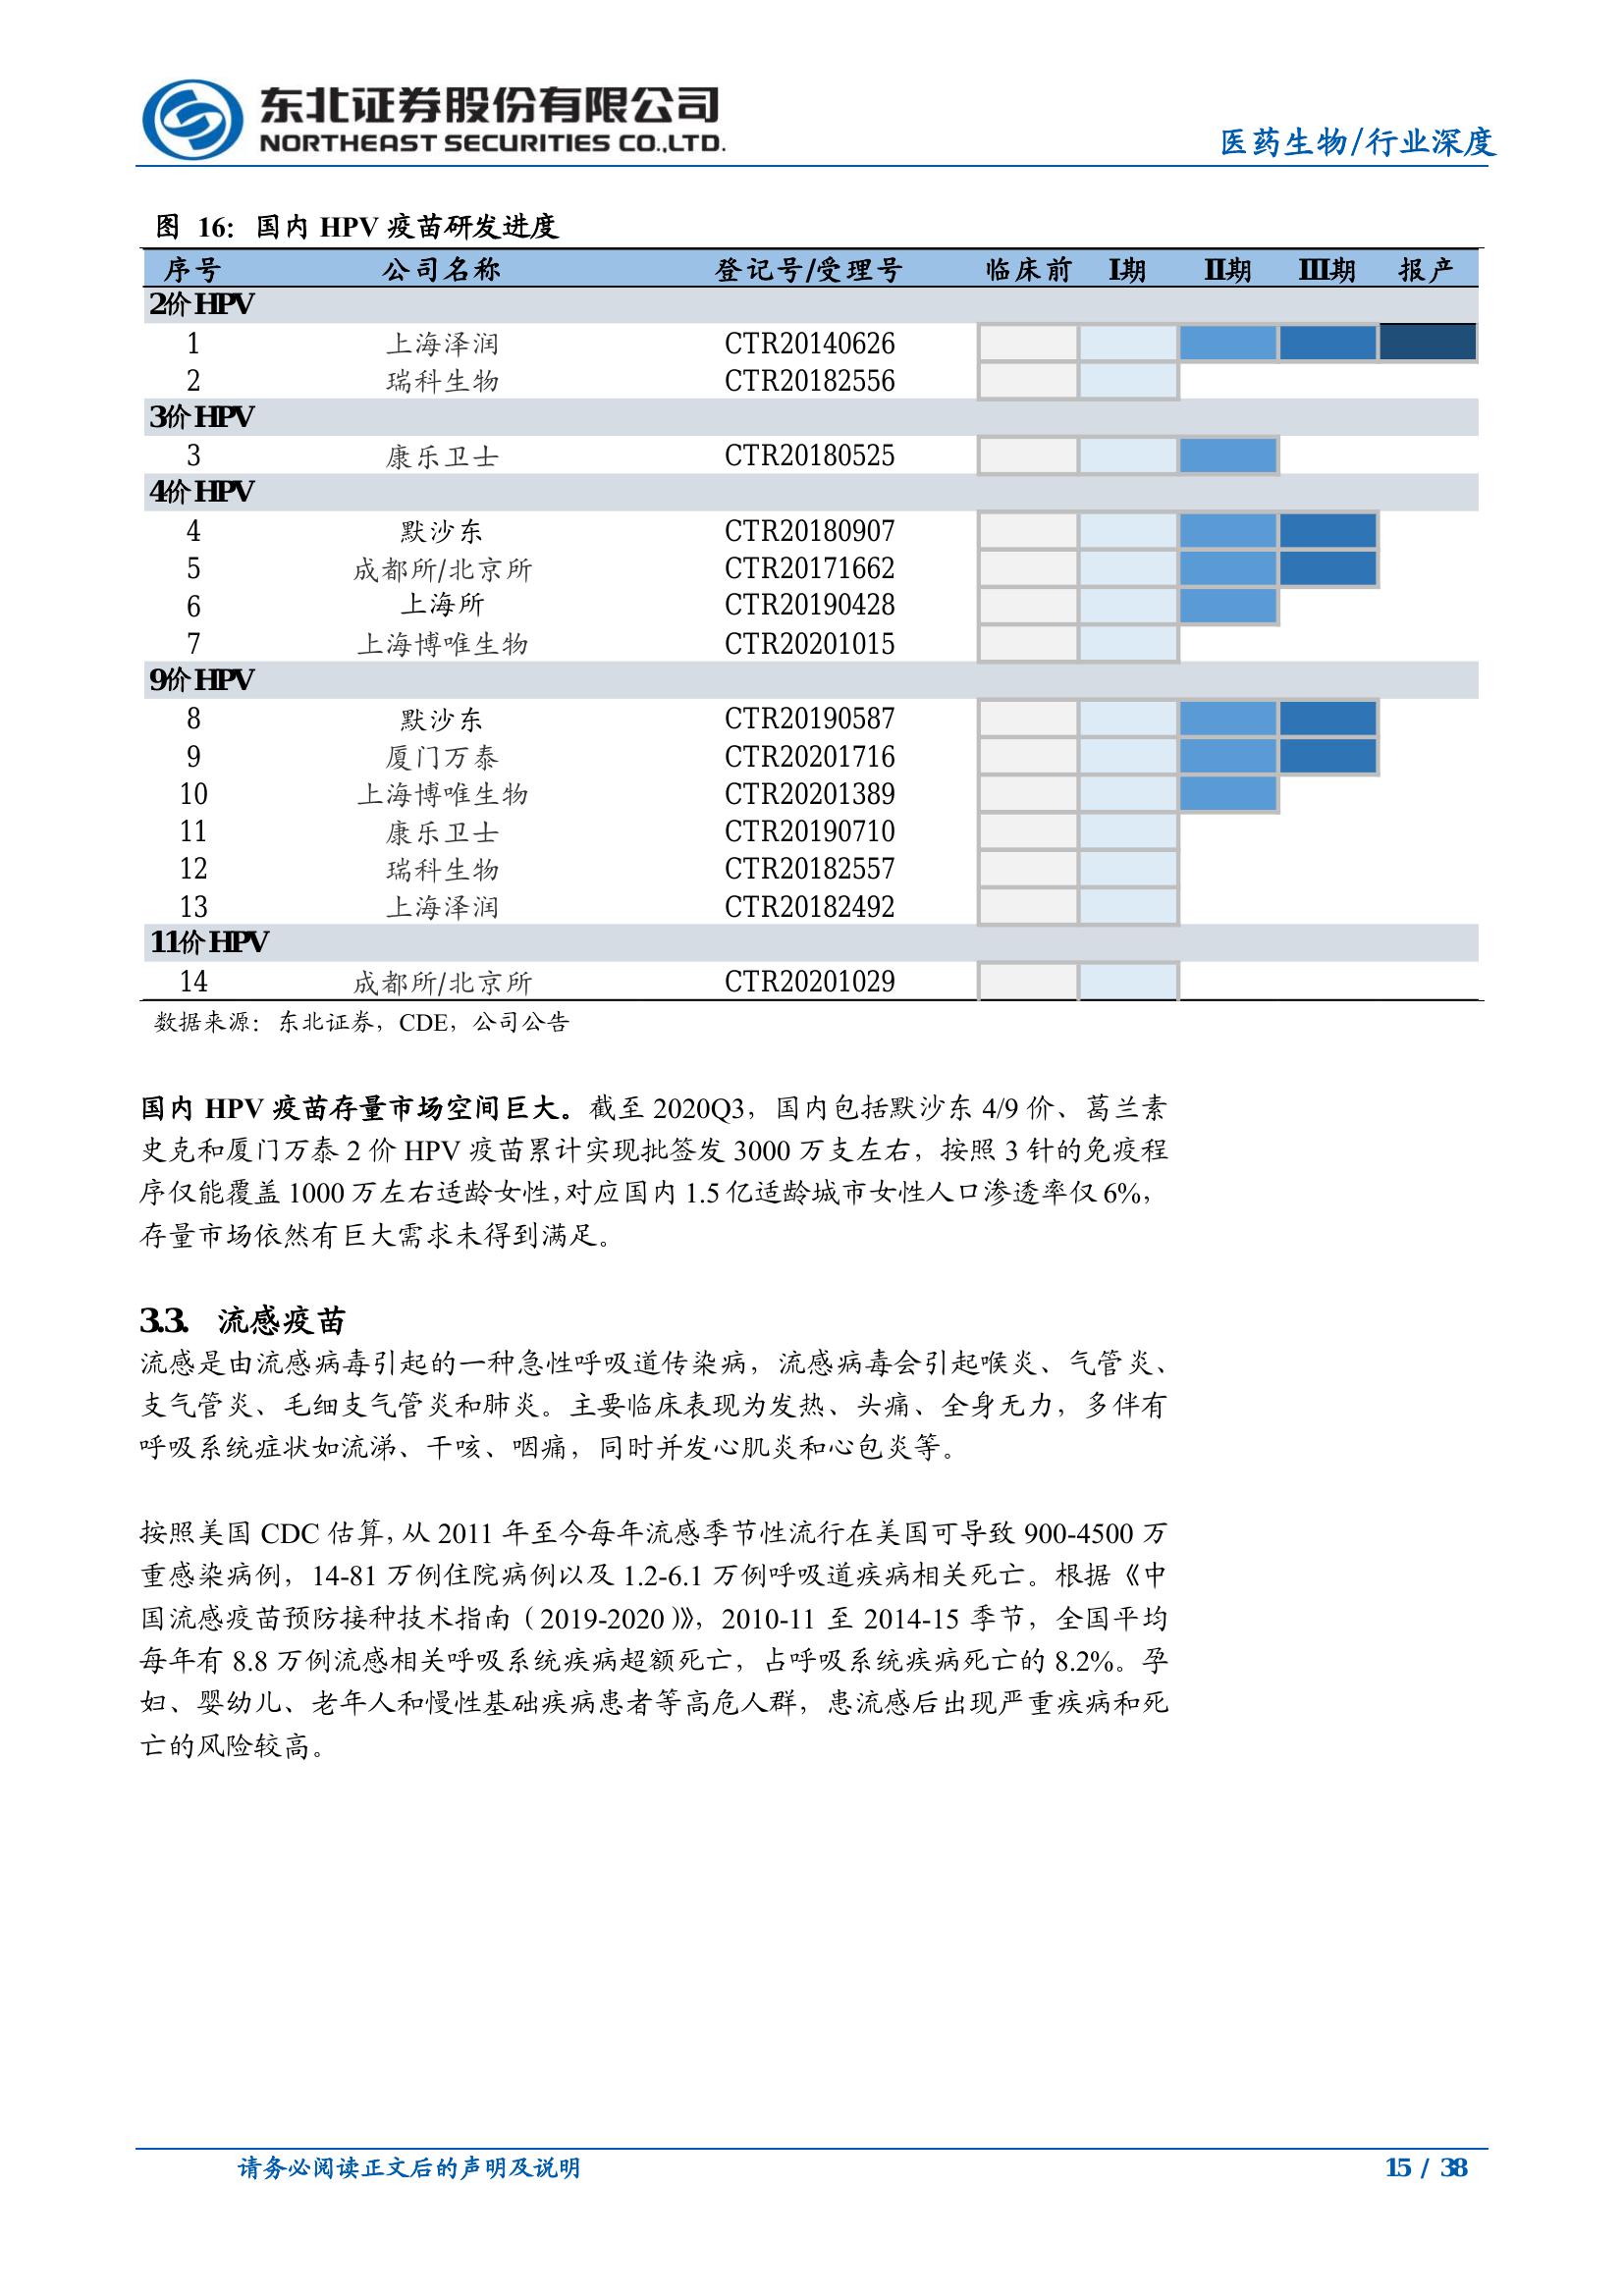 东北证券股份有限公司
NORTHEAST SECURITIES CO.,LTD.
医药生物/行业深度
图 16：国内 HPV 疫苗研发进度
序号 公司名称 登记号/受理号 临床前 I期 II期 III期 报产
2价HPV
1 上海泽润 CTR20140626
2 瑞科生物 CTR20182556
3价HPV
3 康乐卫士 CTR20180525
4价HPV
4 默沙东 CTR20180907
5 成都所/北京所 CTR20171662
6 上海所 CTR20190428
7 上海博唯生物 CTR20201015
9价HPV
8 默沙东 CTR20190587
9 厦门万泰 CTR20201716
10 上海博唯生物 CTR20201389
11 康乐卫士 CTR20190710
12 瑞科生物 CTR20182557
13 上海泽润 CTR20182492
11价HPV
14 成都所/北京所 CTR20201029
数据来源：东北证券，CDE，公司公告
国内 HPV 疫苗存量市场空间巨大。截至 2020Q3，国内包括默沙东 4/9 价、葛兰素
史克和厦门万泰 2 价 HPV 疫苗累计实现批签发 3000 万支左右，按照 3 针的免疫程
序仅能覆盖 1000 万左右适龄女性，对应国内 1.5 亿适龄城市女性人口渗透率仅 6%，
存量市场依然有巨大需求未得到满足。
3.3. 流感疫苗
流感是由流感病毒引起的一种急性呼吸道传染病，流感病毒会引起喉炎、气管炎、
支气管炎、毛细支气管炎和肺炎。主要临床表现为发热、头痛、全身无力，多伴有
呼吸系统症状如流涕、干咳、咽痛，同时并发心肌炎和心包炎等。
按照美国 CDC 估算，从 2011 年至今每年流感季节性流行在美国可导致 900-4500 万
重感染病例，14-81 万例住院病例以及 1.2-6.1 万例呼吸道疾病相关死亡。根据《中
国流感疫苗预防接种技术指南（2019-2020）》，2010-11 至 2014-15 季节，全国平均
每年有 8.8 万例流感相关呼吸系统疾病超额死亡，占呼吸系统疾病死亡的 8.2%。孕
妇、婴幼儿、老年人和慢性基础疾病患者等高危人群，患流感后出现严重疾病和死
亡的风险较高。
请务必阅读正文后的声明及说明
15 / 38